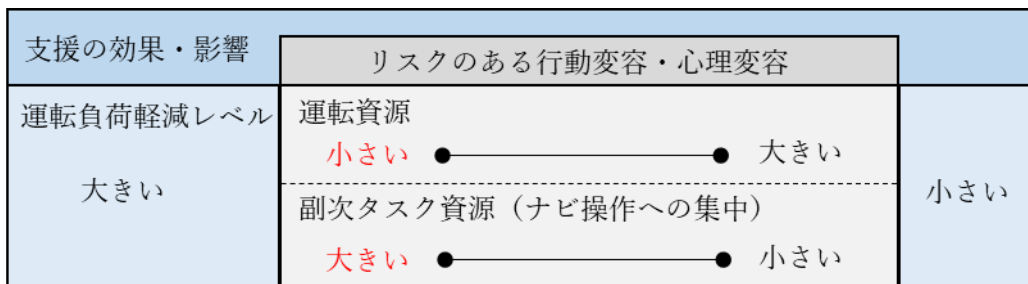 支援の効果・影響
リスクのある行動変容・心理変容
運転負荷軽減レベル
大きい
運転資源
小さい 大きい
副次タスク資源（ナビ操作への集中）
大きい 小さい
小さい